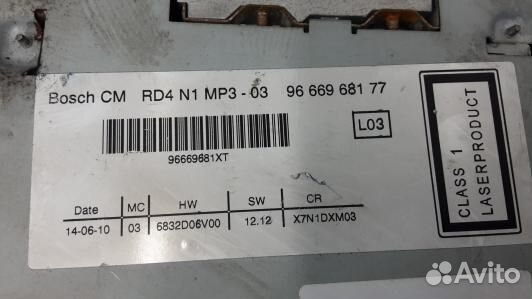 Bosch CM RD4 N1 MP3 - 03 96 669 681 77
L03
96669681XT
Date MC HW SW CR
14-06-10 03 6832D06V00 12.12 X7N1DXM03
CLASS 1
LASERPRODUCT
Avito